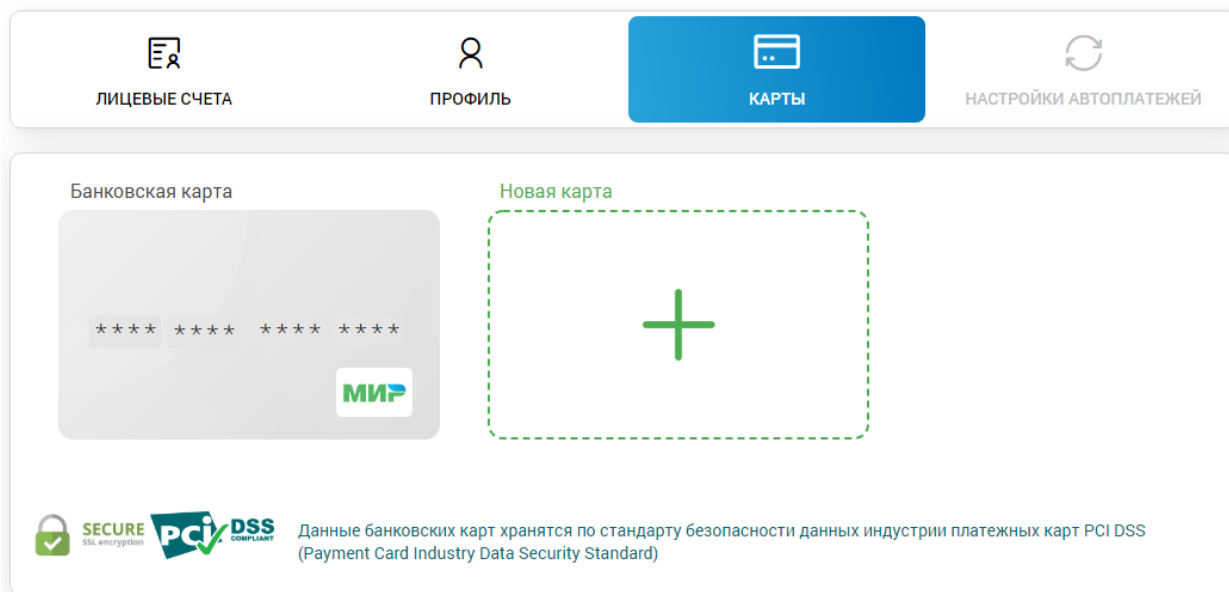 ЛИЦЕВЫЕ СЧЕТА
ПРОФИЛЬ
КАРТЫ
НАСТРОЙКИ АВТОПЛАТЕЖЕЙ
Банковская карта
Новая карта
**** **** **** ****
МИР
SECURE
SSL encryption
PCI DSS
COMPLIANT
Данные банковских карт хранятся по стандарту безопасности данных индустрии платежных карт PCI DSS
(Payment Card Industry Data Security Standard)